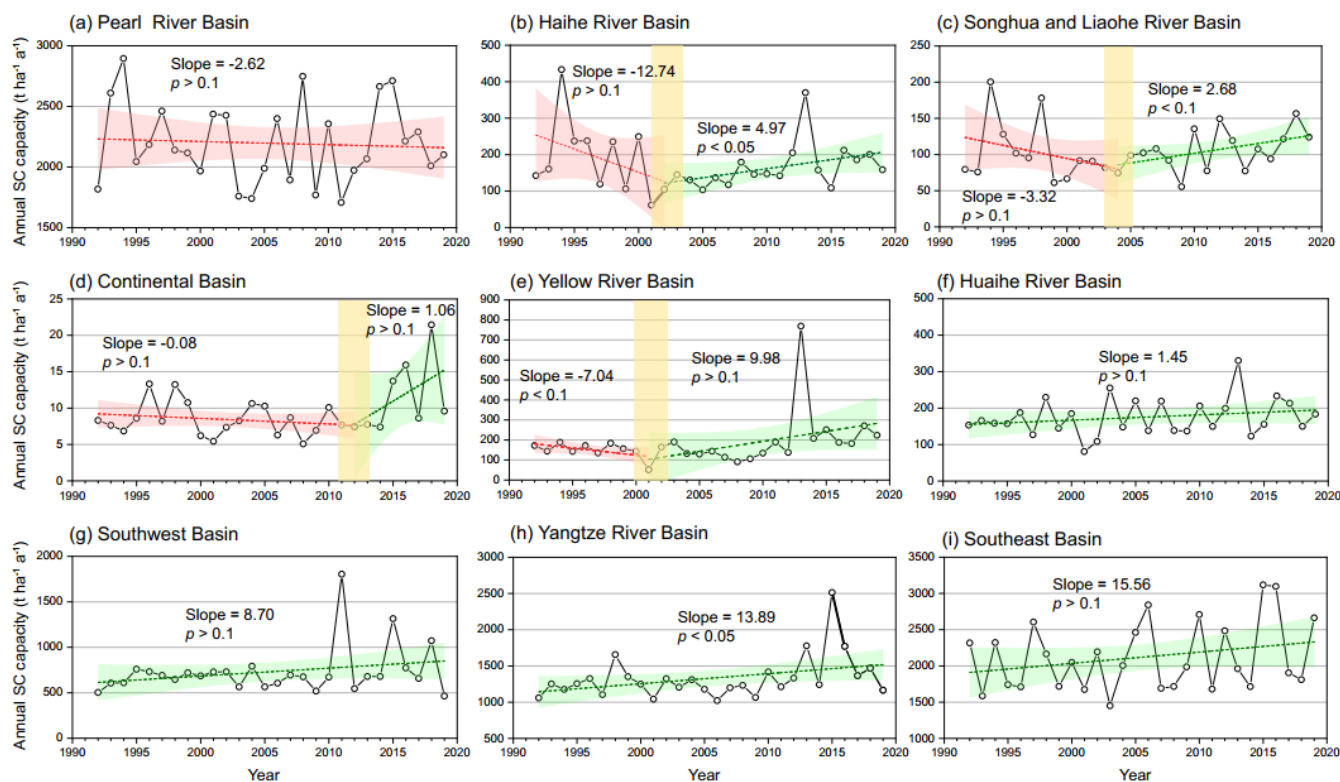 (a) Pearl River Basin
Annual SC capacity (t ha⁻¹ a⁻¹)
3000
2500
2000
1500
Slope = -2.62
p > 0.1
1990 1995 2000 2005 2010 2015 2020
(b) Haihe River Basin
500
400
300
200
100
0
Slope = -12.74
p > 0.1
Slope = 4.97
p < 0.05
1990 1995 2000 2005 2010 2015 2020
(c) Songhua and Liaohe River Basin
250
200
150
100
50
0
Slope = 2.68
p < 0.1
Slope = -3.32
p > 0.1
1990 1995 2000 2005 2010 2015 2020
(d) Continental Basin
Annual SC capacity (t ha⁻¹ a⁻¹)
25
20
15
10
5
0
Slope = -0.08
p > 0.1
Slope = 1.06
p > 0.1
1990 1995 2000 2005 2010 2015 2020
(e) Yellow River Basin
900
800
700
600
500
400
300
200
100
0
Slope = -7.04
p < 0.1
Slope = 9.98
p > 0.1
1990 1995 2000 2005 2010 2015 2020
(f) Huaihe River Basin
500
400
300
200
100
0
Slope = 1.45
p > 0.1
1990 1995 2000 2005 2010 2015 2020
(g) Southwest Basin
Annual SC capacity (t ha⁻¹ a⁻¹)
2000
1500
1000
500
0
Slope = 8.70
p > 0.1
1990 1995 2000 2005 2010 2015 2020
Year
(h) Yangtze River Basin
3000
2500
2000
1500
1000
500
Slope = 13.89
p < 0.05
1990 1995 2000 2005 2010 2015 2020
Year
(i) Southeast Basin
3500
3000
2500
2000
1500
1000
Slope = 15.56
p > 0.1
1990 1995 2000 2005 2010 2015 2020
Year